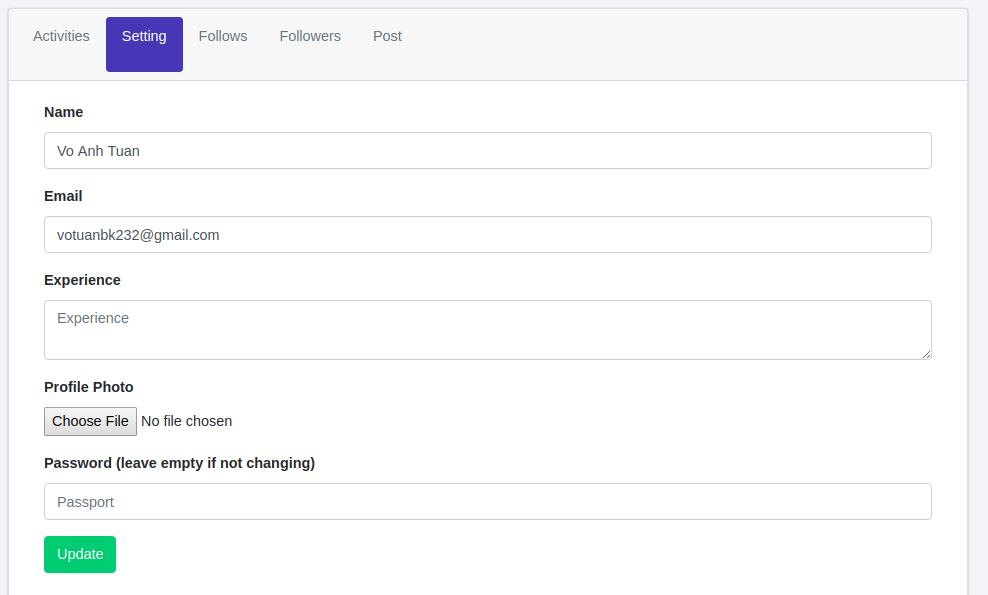 Activities Setting Follows Followers Post
Name
Vo Anh Tuan
Email
votuanbk232@gmail.com
Experience
Experience
Profile Photo
Choose File No file chosen
Password (leave empty if not changing)
Passport
Update